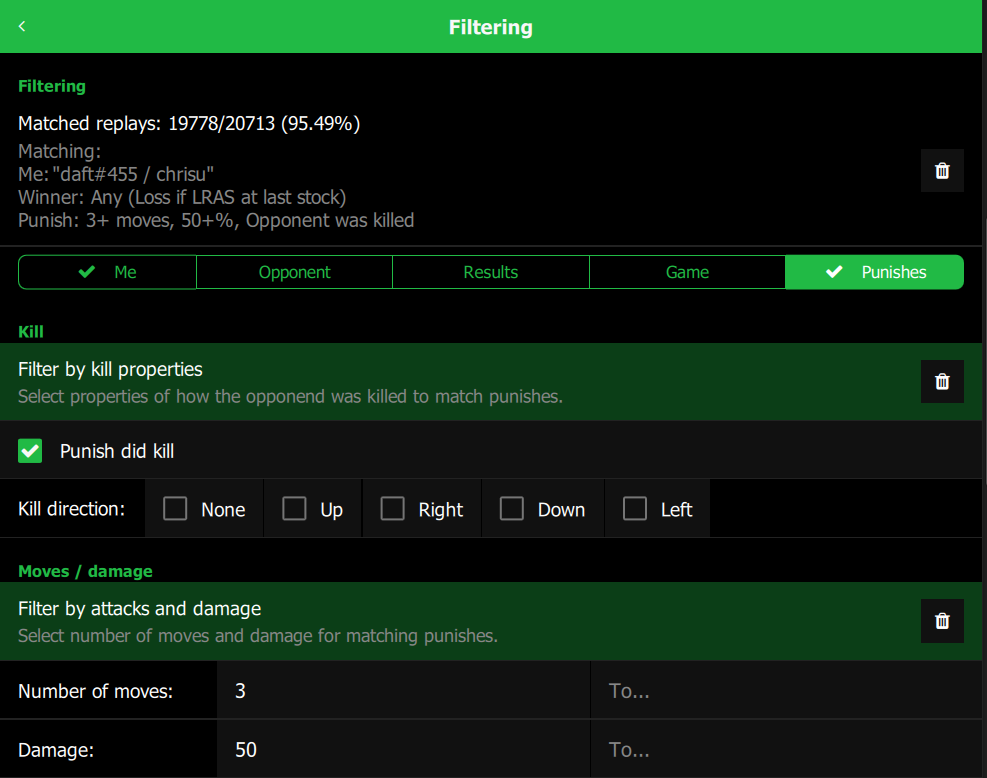 Filtering
Filtering
Matched replays: 19778/20713 (95.49%)
Matching:
Me: "daft#455 / chrisu"
Winner: Any (Loss if LRAS at last stock)
Punish: 3+ moves, 50+%, Opponent was killed
Me Opponent Results Game Punishes
Kill
Filter by kill properties
Select properties of how the opponend was killed to match punishes.
Punish did kill
Kill direction: None Up Right Down Left
Moves / damage
Filter by attacks and damage
Select number of moves and damage for matching punishes.
Number of moves: 3 To...
Damage: 50 To...